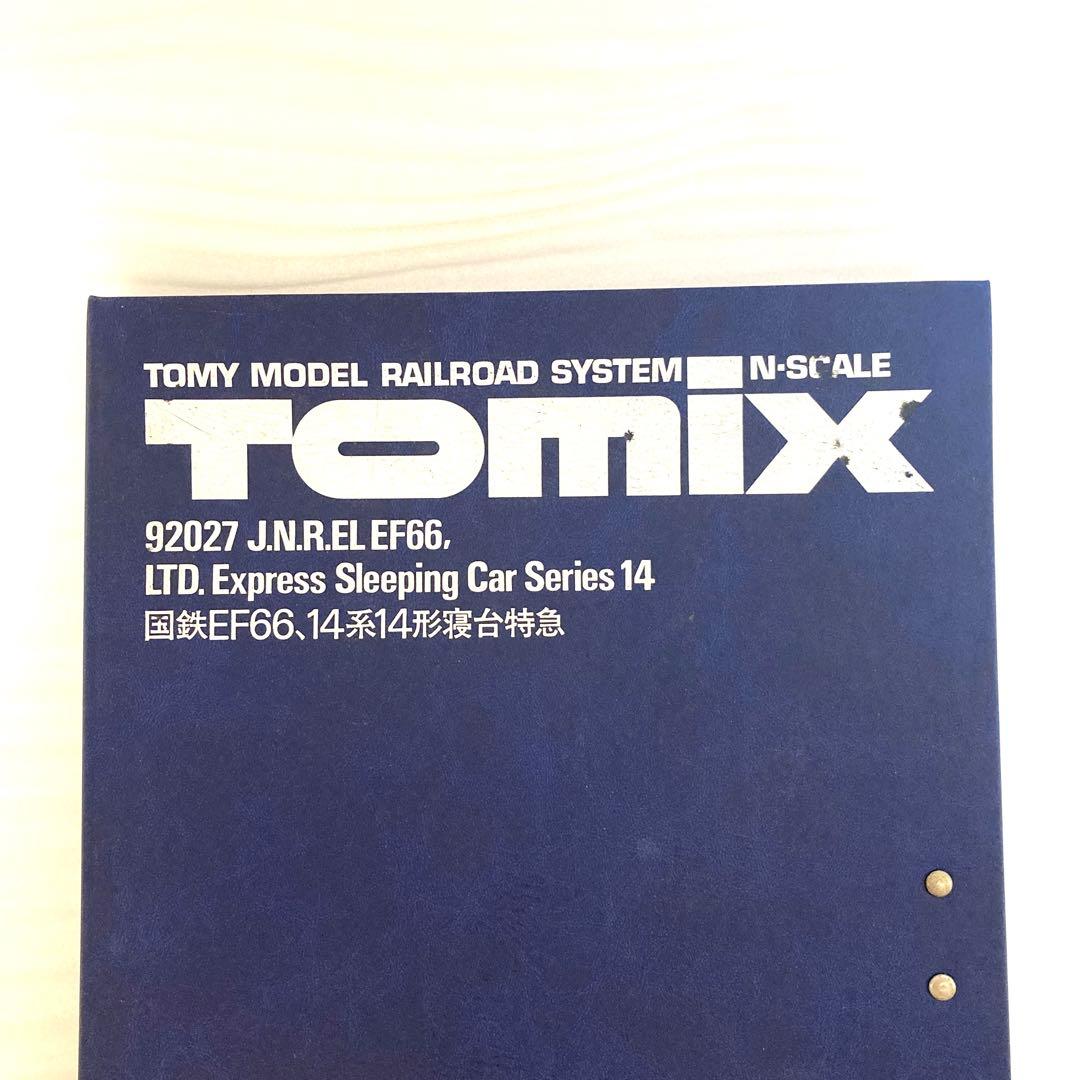 TOMY MODEL RAILROAD SYSTEM N-SCALE
TOMIX
92027 J.N.R.EL EF66,
LTD. Express Sleeping Car Series 14
国鉄EF66、14系14形寝台特急